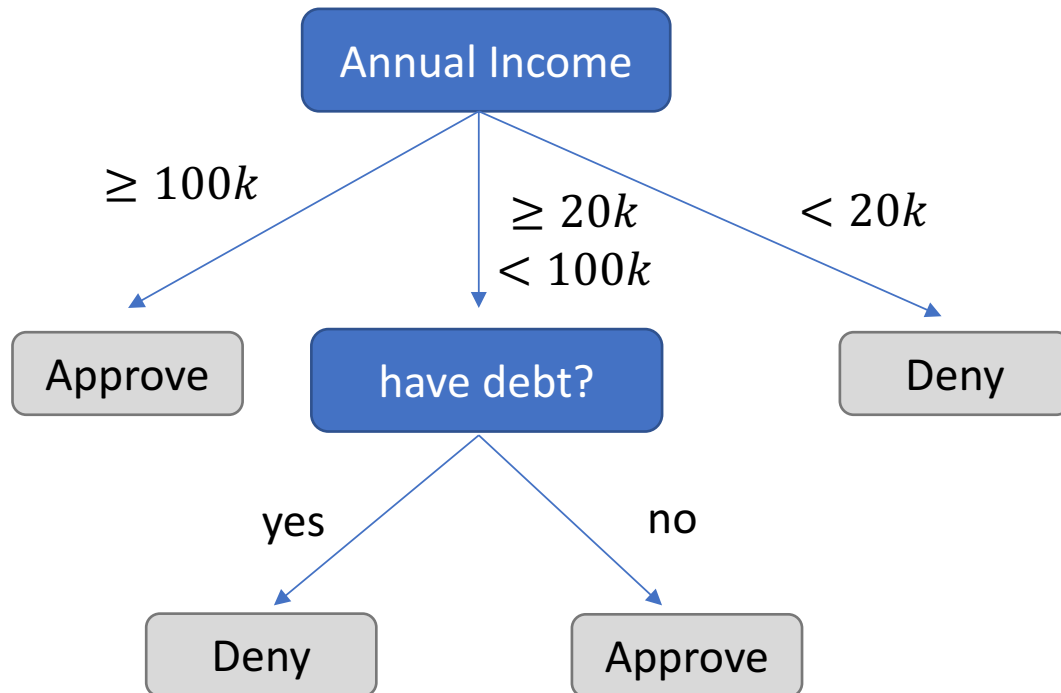 Annual Income
≥ 100k
≥ 20k
< 100k
< 20k
Approve
have debt?
Deny
yes
no
Deny
Approve